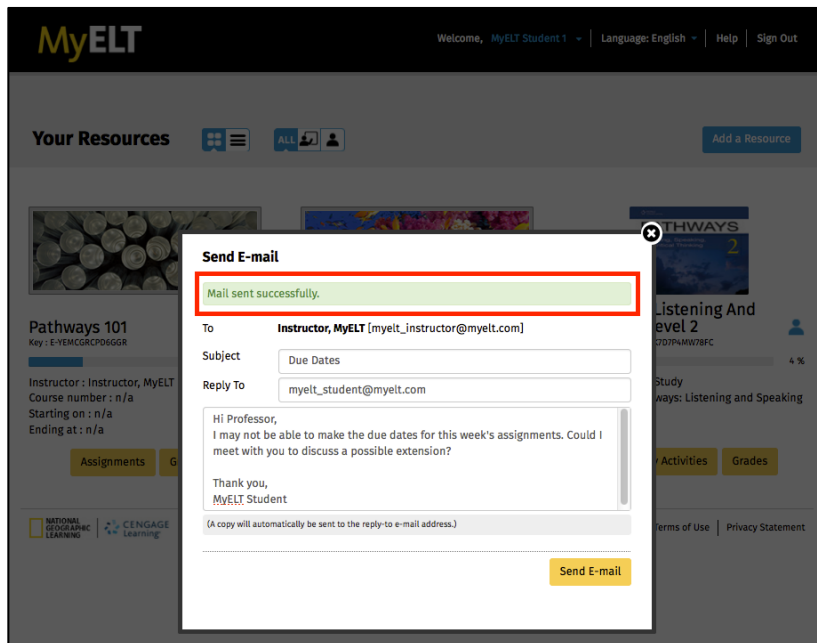 MyELT
Welcome, MyELT Student 1
Language: English
Help
Sign Out
Your Resources
ALL
Add a Resource
THWAYS
2
Send E-mail
Mail sent successfully.
To Instructor, MyELT [myelt_instructor@myelt.com]
Subject Due Dates
Reply To myelt_student@myelt.com
Hi Professor,
I may not be able to make the due dates for this week's assignments. Could I
meet with you to discuss a possible extension?
Thank you,
MyELT Student
(A copy will automatically be sent to the reply-to e-mail address.)
Send E-mail
Pathways 101
Key : E-YEMCGRCPD6GGR
Instructor : Instructor, MyELT
Course number : n/a
Starting on : n/a
Ending at : n/a
Assignments
G
Listening And
evel 2
4 %
Study
ways: Listening and Speaking
Activities
Grades
NATIONAL
GEOGRAPHIC
LEARNING
CENGAGE
Learning
Terms of Use
Privacy Statement